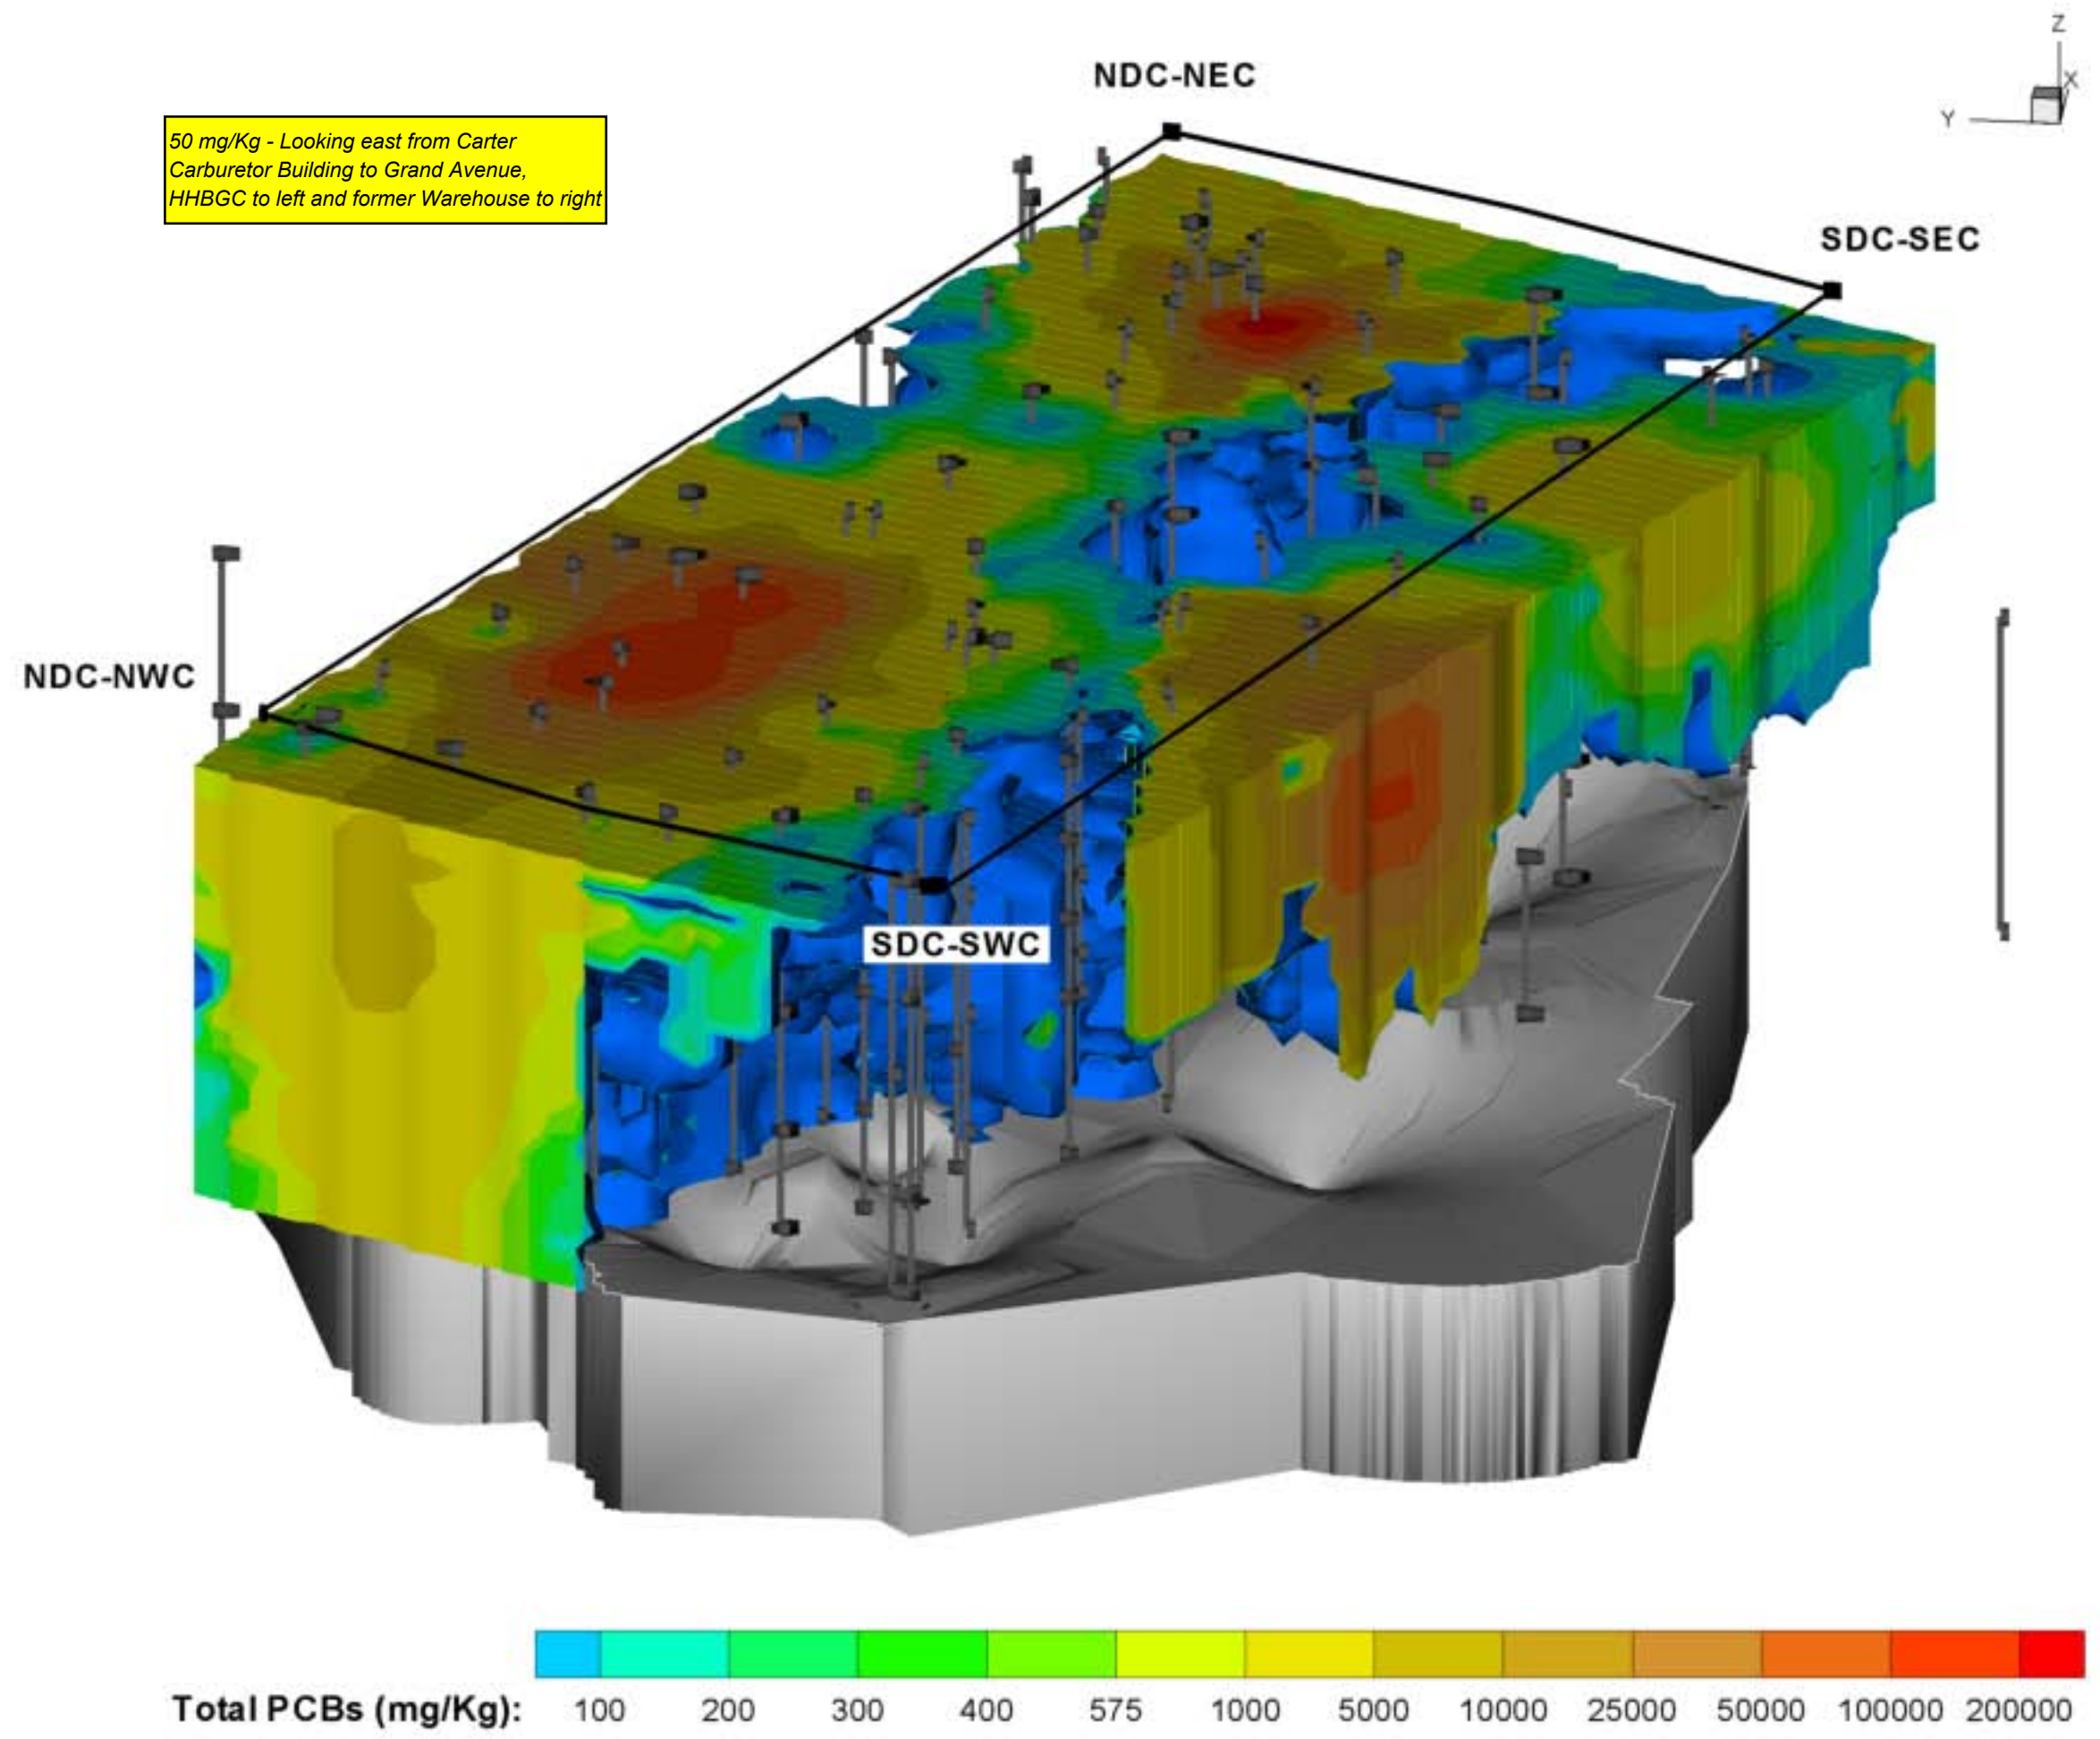 NDC-NEC
Z
X
Y
50 mg/Kg - Looking east from Carter
Carburetor Building to Grand Avenue,
HHBGC to left and former Warehouse to right
SDC-SEC
NDC-NWC
SDC-SWC
Total PCBs (mg/Kg): 100 200 300 400 575 1000 5000 10000 25000 50000 100000 200000